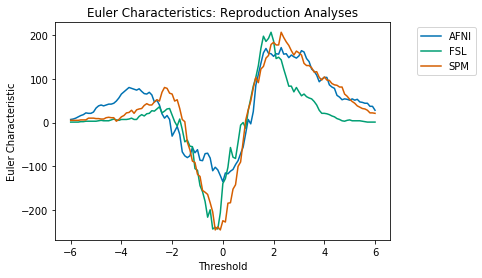 Euler Characteristics: Reproduction Analyses
AFNI
FSL
SPM
Euler Characteristic
200
100
0
−100
−200
−6 −4 −2 0 2 4 6
Threshold